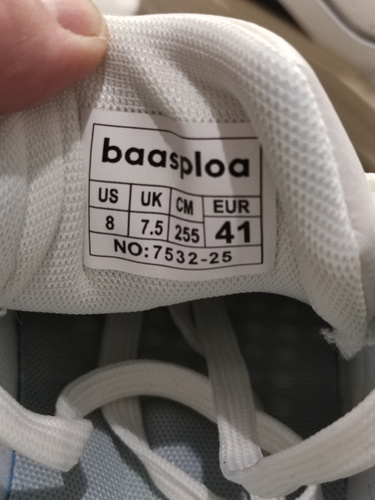 baasploa
US UK CM EUR
8 7.5 255 41
NO:7532-25